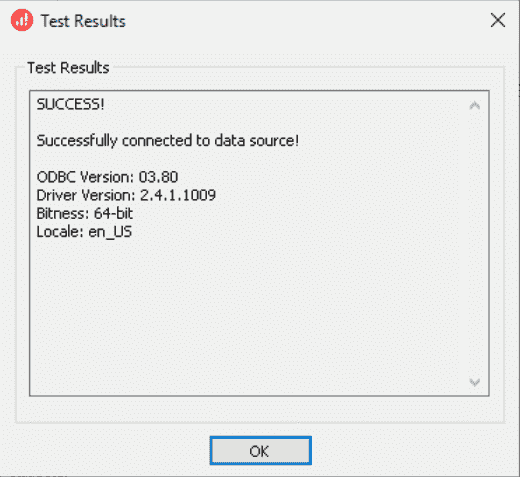 Test Results
Test Results
SUCCESS!
Successfully connected to data source!
ODBC Version: 03.80
Driver Version: 2.4.1.1009
Bitness: 64-bit
Locale: en_US
OK